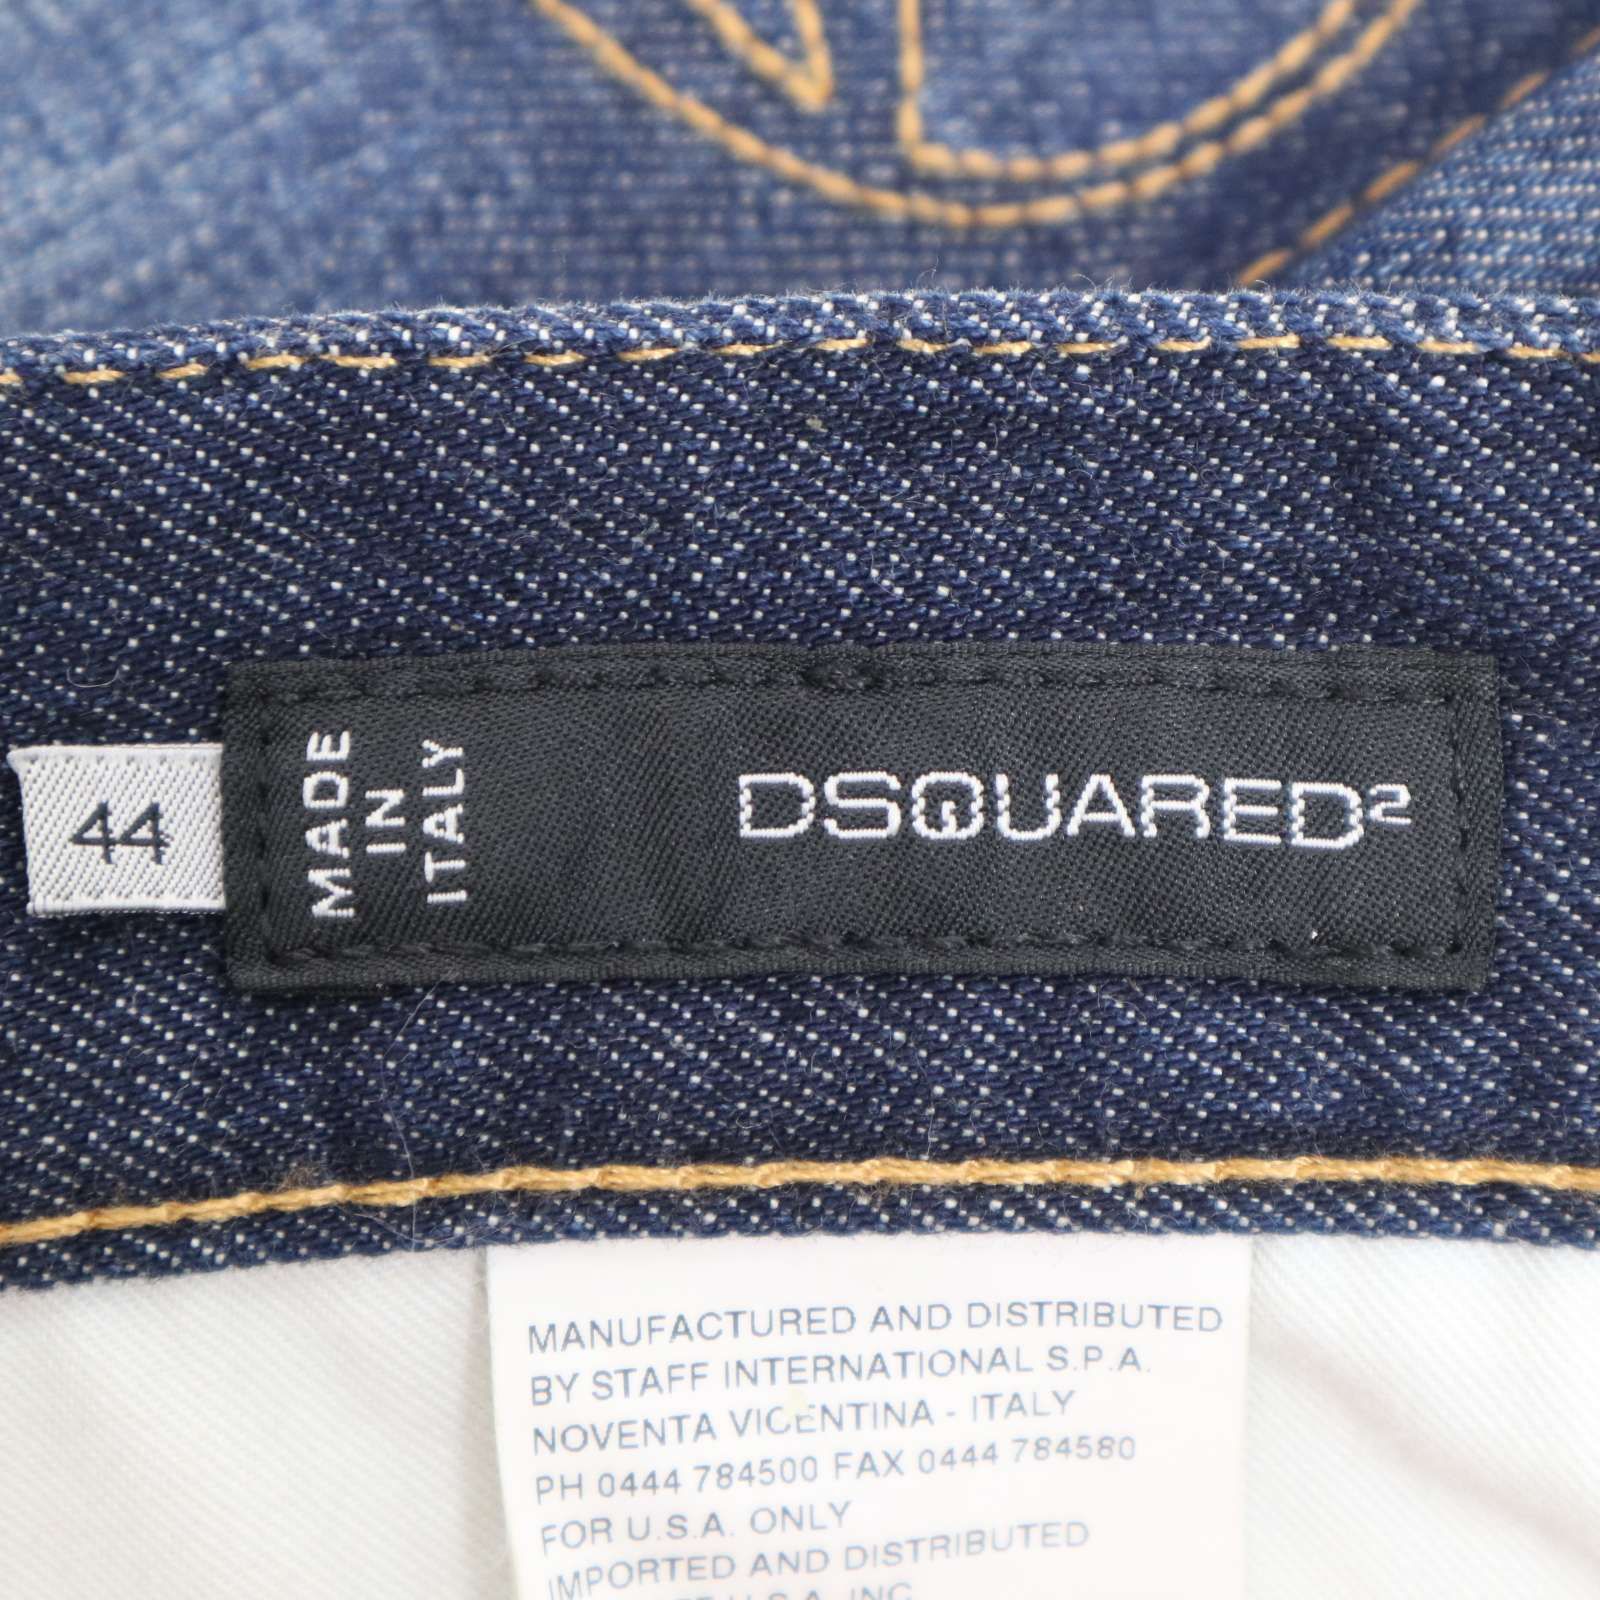 44
MADE
IN
ITALY
DSQUARED2
MANUFACTURED AND DISTRIBUTED
BY STAFF INTERNATIONAL S.P.A.
NOVENTA VICENTINA - ITALY
PH 0444 784500 FAX 0444 784580
FOR U.S.A. ONLY
IMPORTED AND DISTRIBUTED
U.S.A. INC